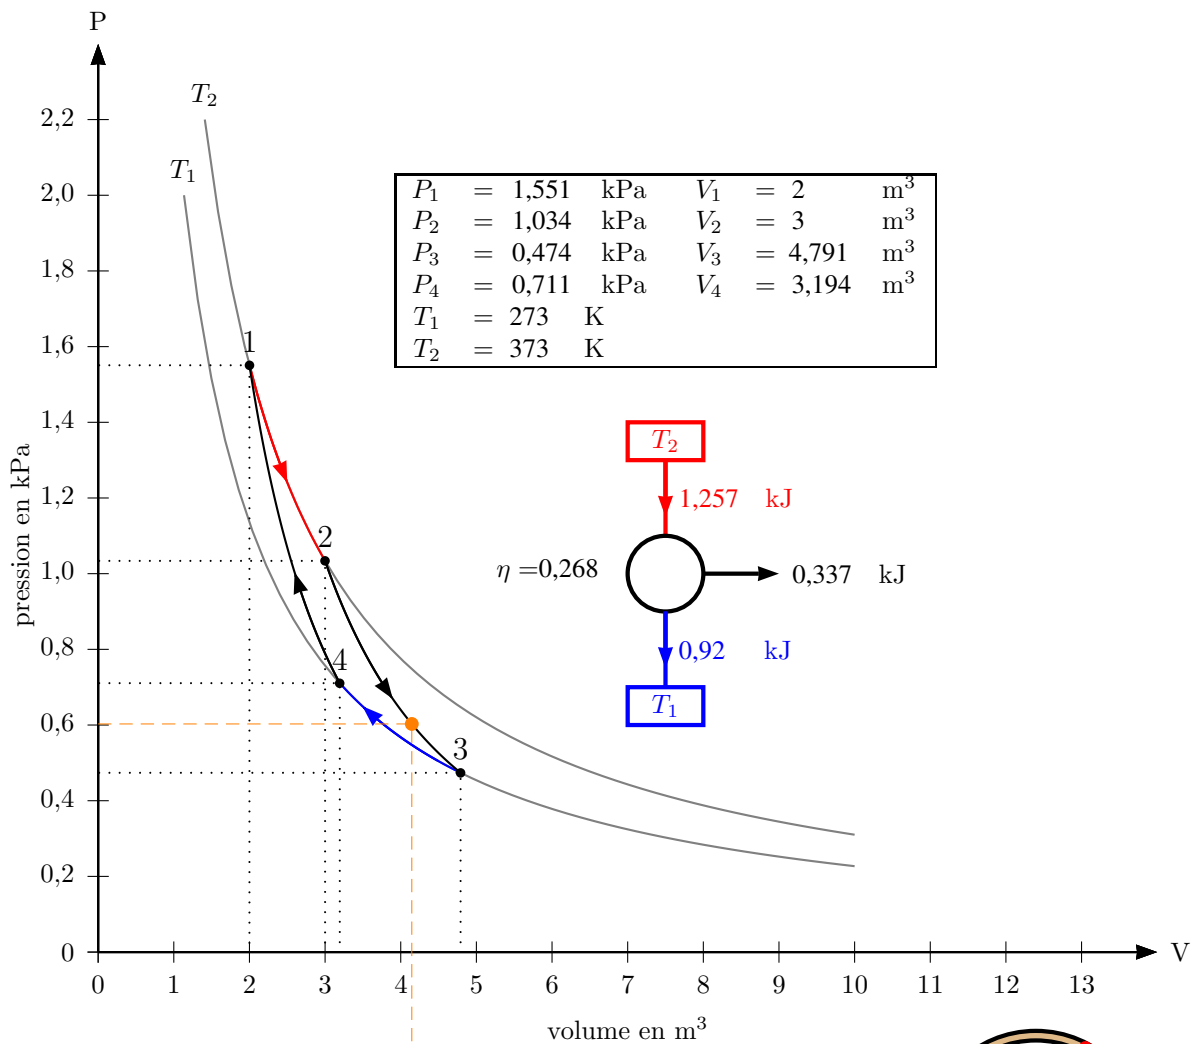 P
2,2
2,0
1,8
1,6
1,4
1,2
1,0
0,8
0,6
0,4
0,2
0
pression en kPa
T₂
T₁
P₁ = 1,551 kPa V₁ = 2 m³
P₂ = 1,034 kPa V₂ = 3 m³
P₃ = 0,474 kPa V₃ = 4,791 m³
P₄ = 0,711 kPa V₄ = 3,194 m³
T₁ = 273 K
T₂ = 373 K
1
2
4
3
T₂
1,257 kJ
η =0,268
0,337 kJ
0,92 kJ
T₁
V
0 1 2 3 4 5 6 7 8 9 10 11 12 13
volume en m³